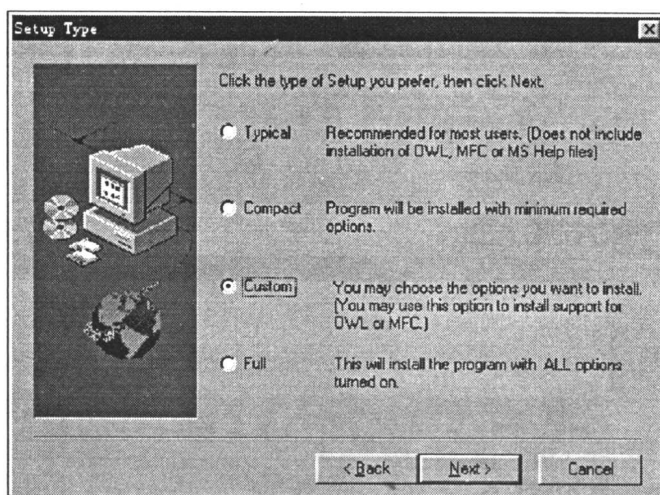 Setup Type
Click the type of Setup you prefer, then click Next.
Typical Recommended for most users. (Does not include
installation of OWL, MFC or MS Help files)
Compact Program will be installed with minimum required
options.
Custom You may choose the options you want to install.
(You may use this option to install support for
OWL or MFC.)
Full This will install the program with ALL options
turned on.
< Back Next > Cancel